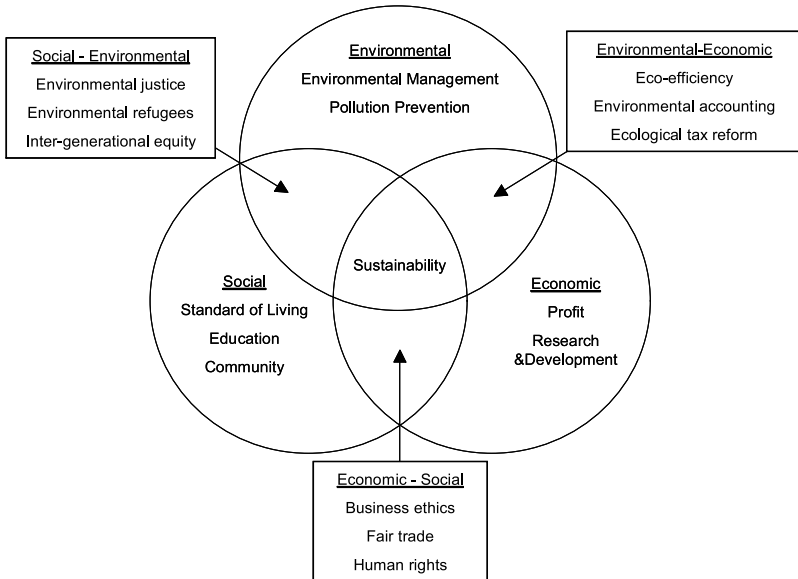 Social - Environmental
Environmental justice
Environmental refugees
Inter-generational equity
Environmental
Environmental Management
Pollution Prevention
Environmental-Economic
Eco-efficiency
Environmental accounting
Ecological tax reform
Sustainability
Social
Standard of Living
Education
Community
Economic
Profit
Research
&Development
Economic - Social
Business ethics
Fair trade
Human rights